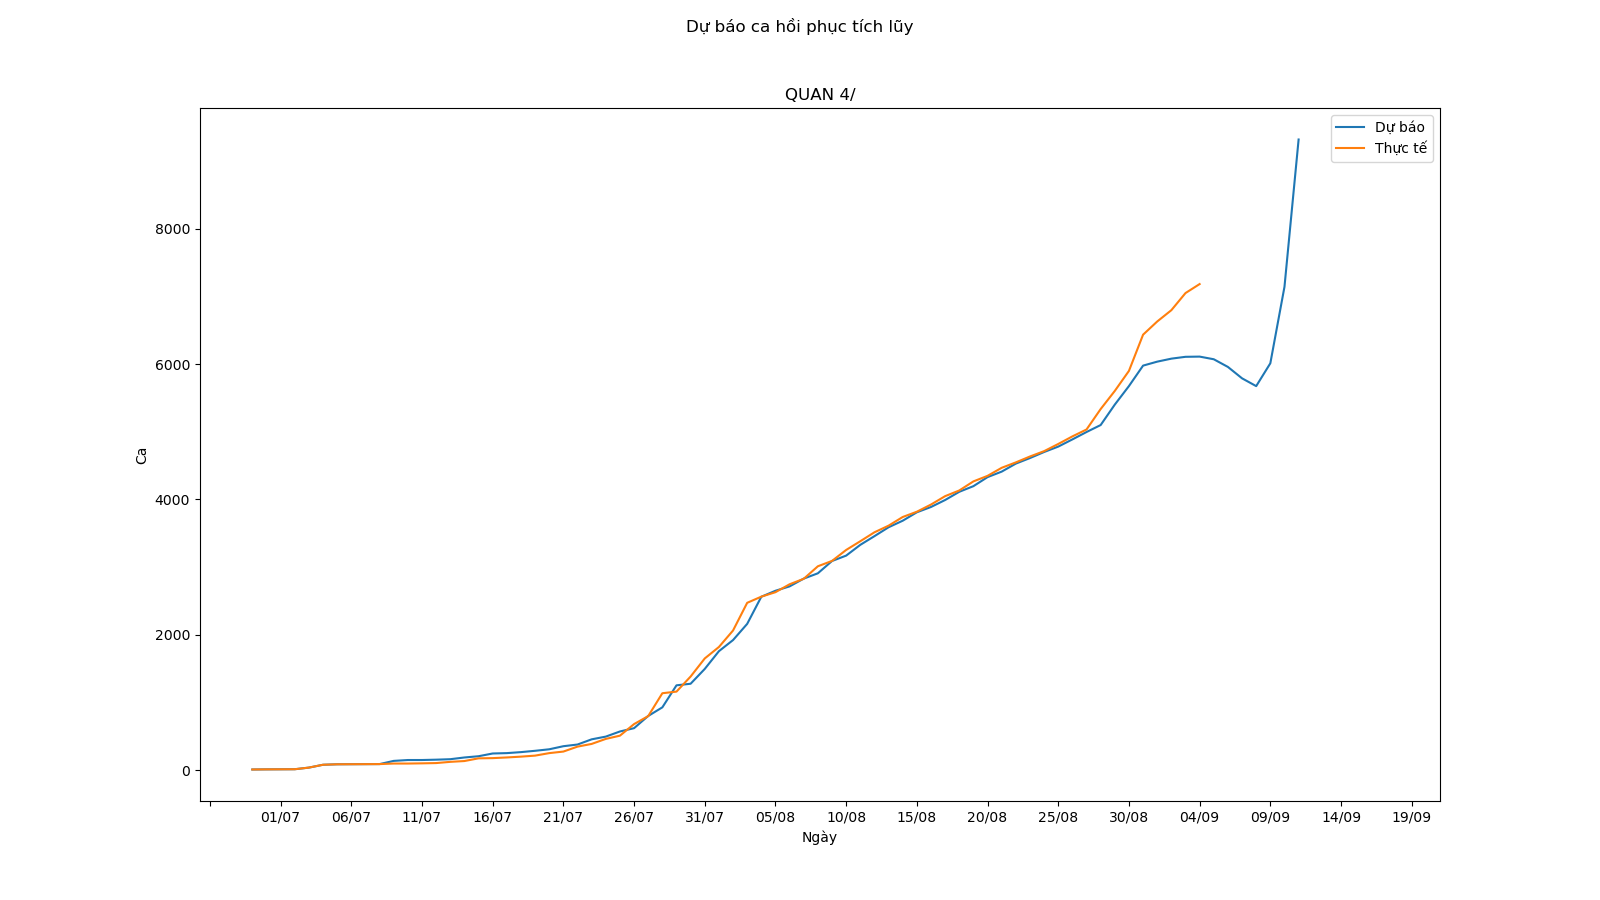 Dự báo ca hồi phục tích lũy
QUAN 4/
Dự báo
Thực tế
8000
6000
4000
2000
0
Ca
01/07 06/07 11/07 16/07 21/07 26/07 31/07 05/08 10/08 15/08 20/08 25/08 30/08 04/09 09/09 14/09 19/09
Ngày